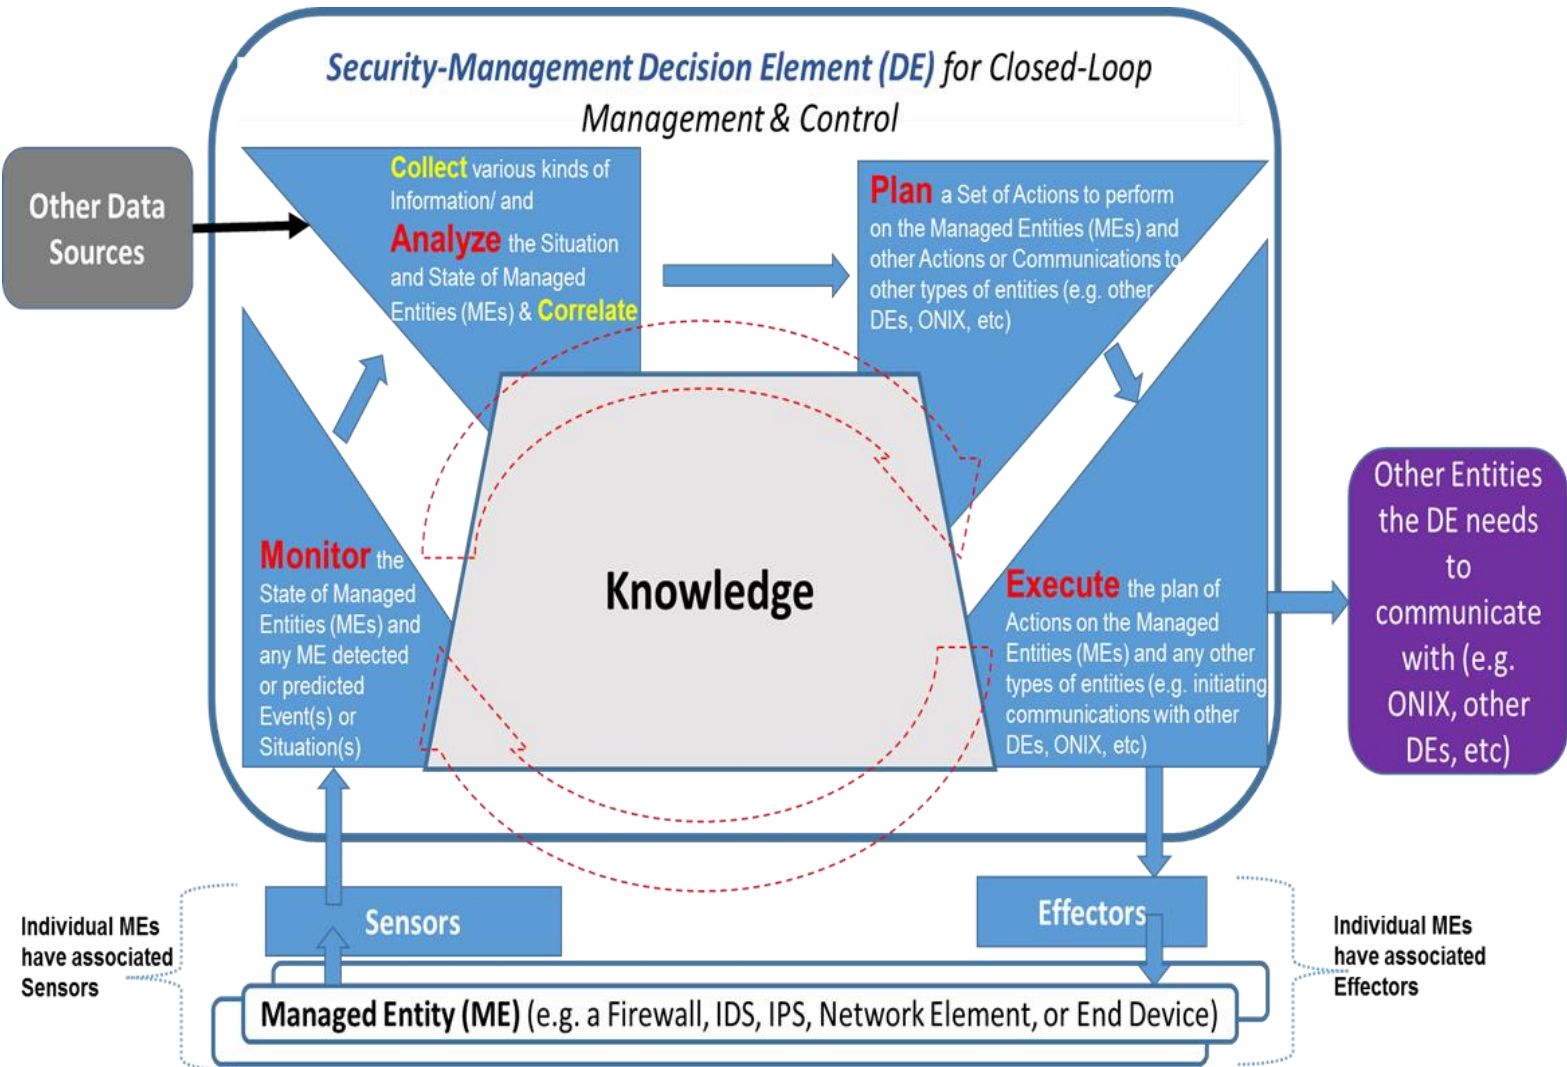 Security-Management Decision Element (DE) for Closed-Loop
Management & Control
Other Data
Sources
Collect various kinds of
Information/ and
Analyze the Situation
and State of Managed
Entities (MEs) & Correlate
Plan a Set of Actions to perform
on the Managed Entities (MEs) and
other Actions or Communications to
other types of entities (e.g. other
DEs, ONIX, etc)
Monitor the
State of Managed
Entities (MEs) and
any ME detected
or predicted
Event(s) or
Situation(s)
Knowledge
Execute the plan of
Actions on the Managed
Entities (MEs) and any other
types of entities (e.g. initiating
communications with other
DEs, ONIX, etc)
Other Entities
the DE needs
to
communicate
with (e.g.
ONIX, other
DEs, etc)
Individual MEs
have associated
Sensors
Sensors
Effectors
Individual MEs
have associated
Effectors
Managed Entity (ME) (e.g. a Firewall, IDS, IPS, Network Element, or End Device)